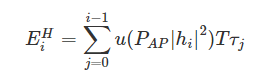 $E_i^H = \sum_{j=0}^{i-1} u(P_{AP}|h_i|^2)T\tau_j$